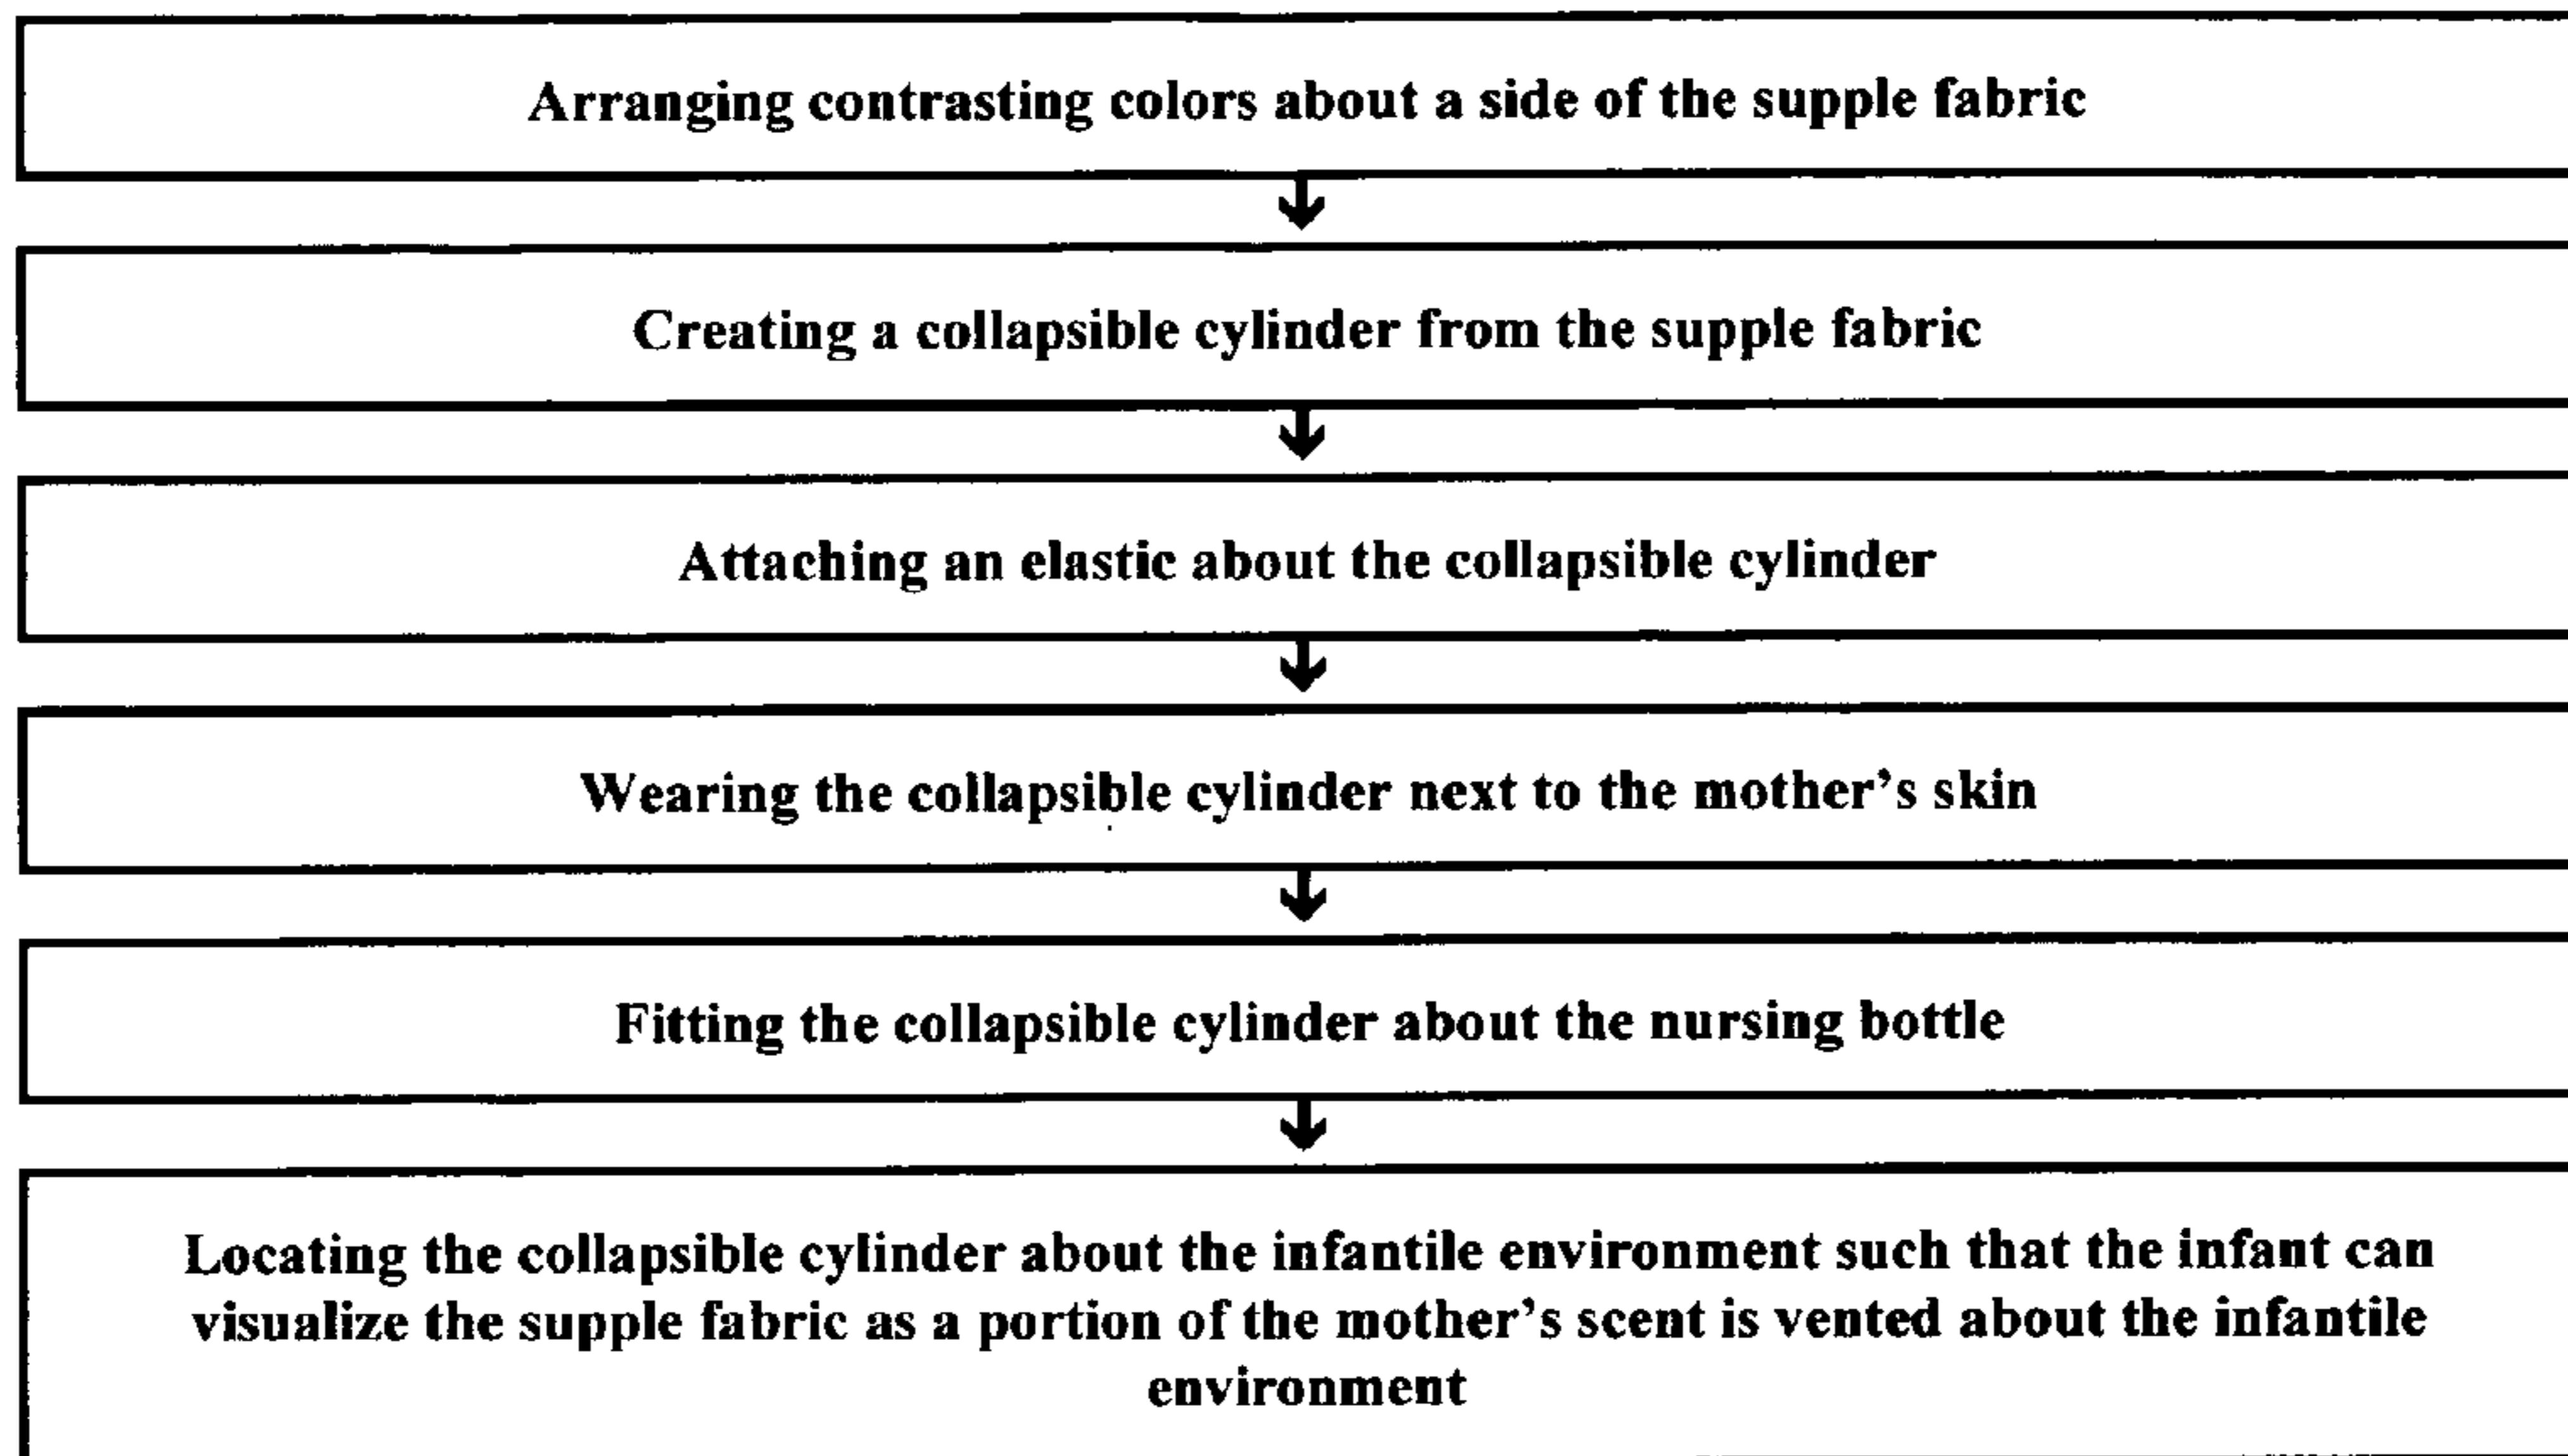 Arranging contrasting colors about a side of the supple fabric
Creating a collapsible cylinder from the supple fabric
Attaching an elastic about the collapsible cylinder
Wearing the collapsible cylinder next to the mother's skin
Fitting the collapsible cylinder about the nursing bottle
Locating the collapsible cylinder about the infantile environment such that the infant can
visualize the supple fabric as a portion of the mother's scent is vented about the infantile
environment